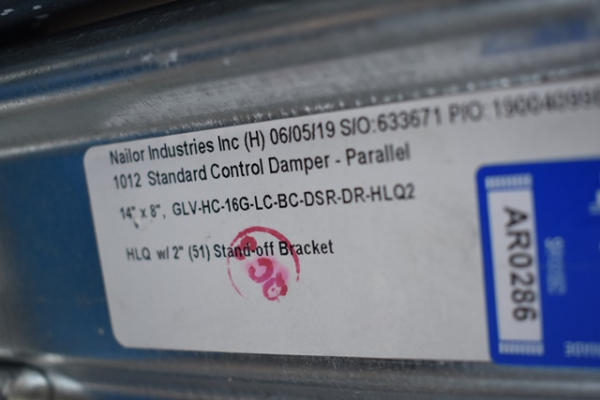 Nailor Industries Inc (H) 06/05/19 S/O:633671 P/O:
1012 Standard Control Damper - Parallel
14" x 8", GLV-HC-16G-LC-BC-DSR-DR-HLQ2
HLQ w/ 2" (51) Stand-off Bracket
AR0286